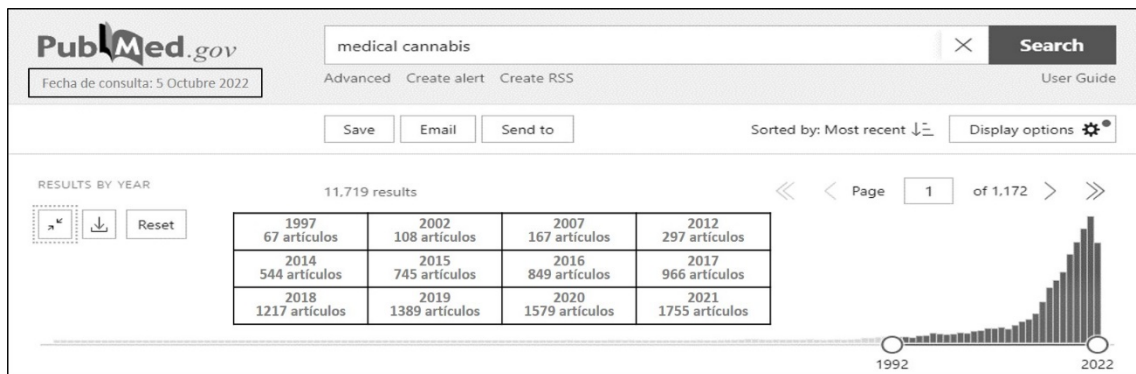 PubMed.gov
Fecha de consulta: 5 Octubre 2022
medical cannabis
Search
Advanced Create alert Create RSS
User Guide
Save Email Send to
Sorted by: Most recent
Display options
RESULTS BY YEAR
11,719 results
Page 1 of 1,172
Reset
1997 2002 2007 2012
67 artículos 108 artículos 167 artículos 297 artículos
2014 2015 2016 2017
544 artículos 745 artículos 849 artículos 966 artículos
2018 2019 2020 2021
1217 artículos 1389 artículos 1579 artículos 1755 artículos
1992 2022